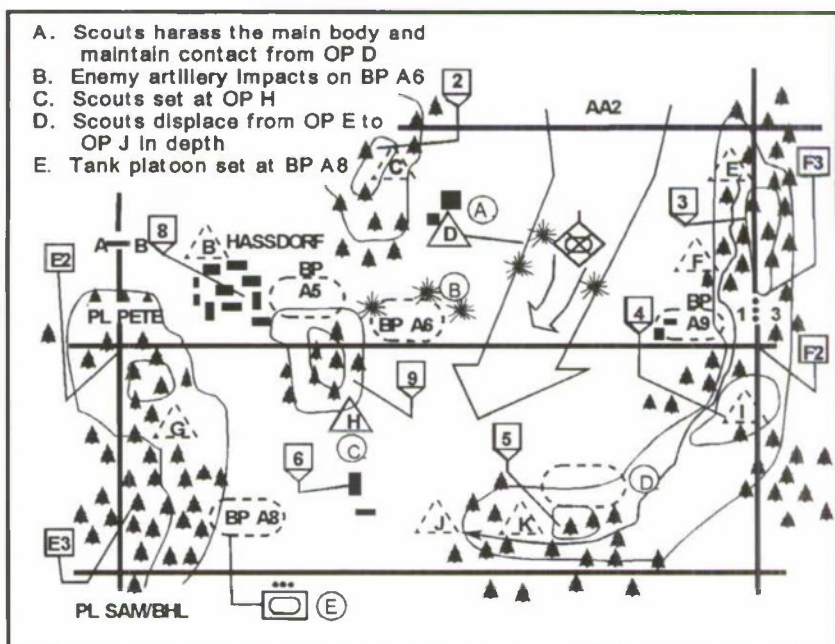 A. Scouts harass the main body and
maintain contact from OP D
B. Enemy artillery impacts on BP A6
C. Scouts set at OP H
D. Scouts displace from OP E to
OP J in depth
E. Tank platoon set at BP A8
2
AA2
C
E
F3
3
A
D
8
B
HASSDORF
A B
E2
F
BP
A5
B
BP A6
4
BP
A9
1 3
PL PETE
F2
9
G
H
I
C
5
6
D
BP A8
J
K
E3
E
PL SAM/BHL